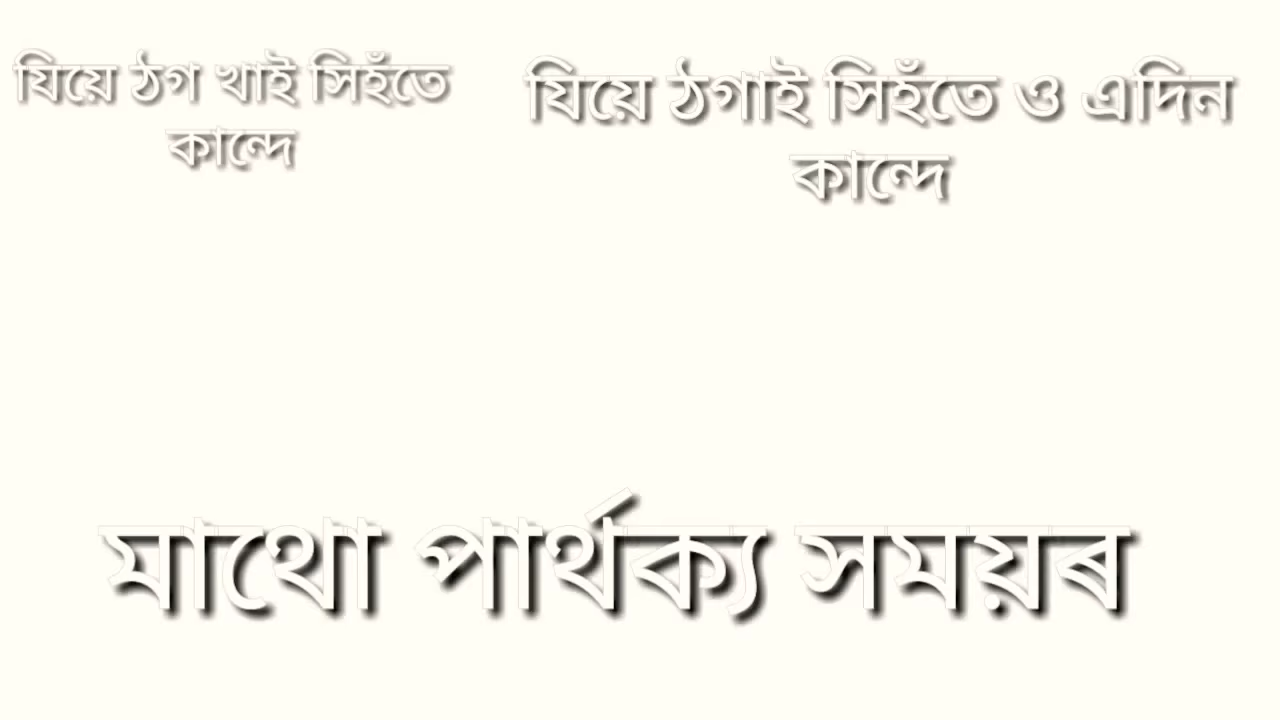 যিয়ে ঠগ খাই সিহঁতে
কান্দে
যিয়ে ঠগাই সিহঁতে ও এদিন
কান্দে
মাথো পাৰ্থক্য সময়ৰ